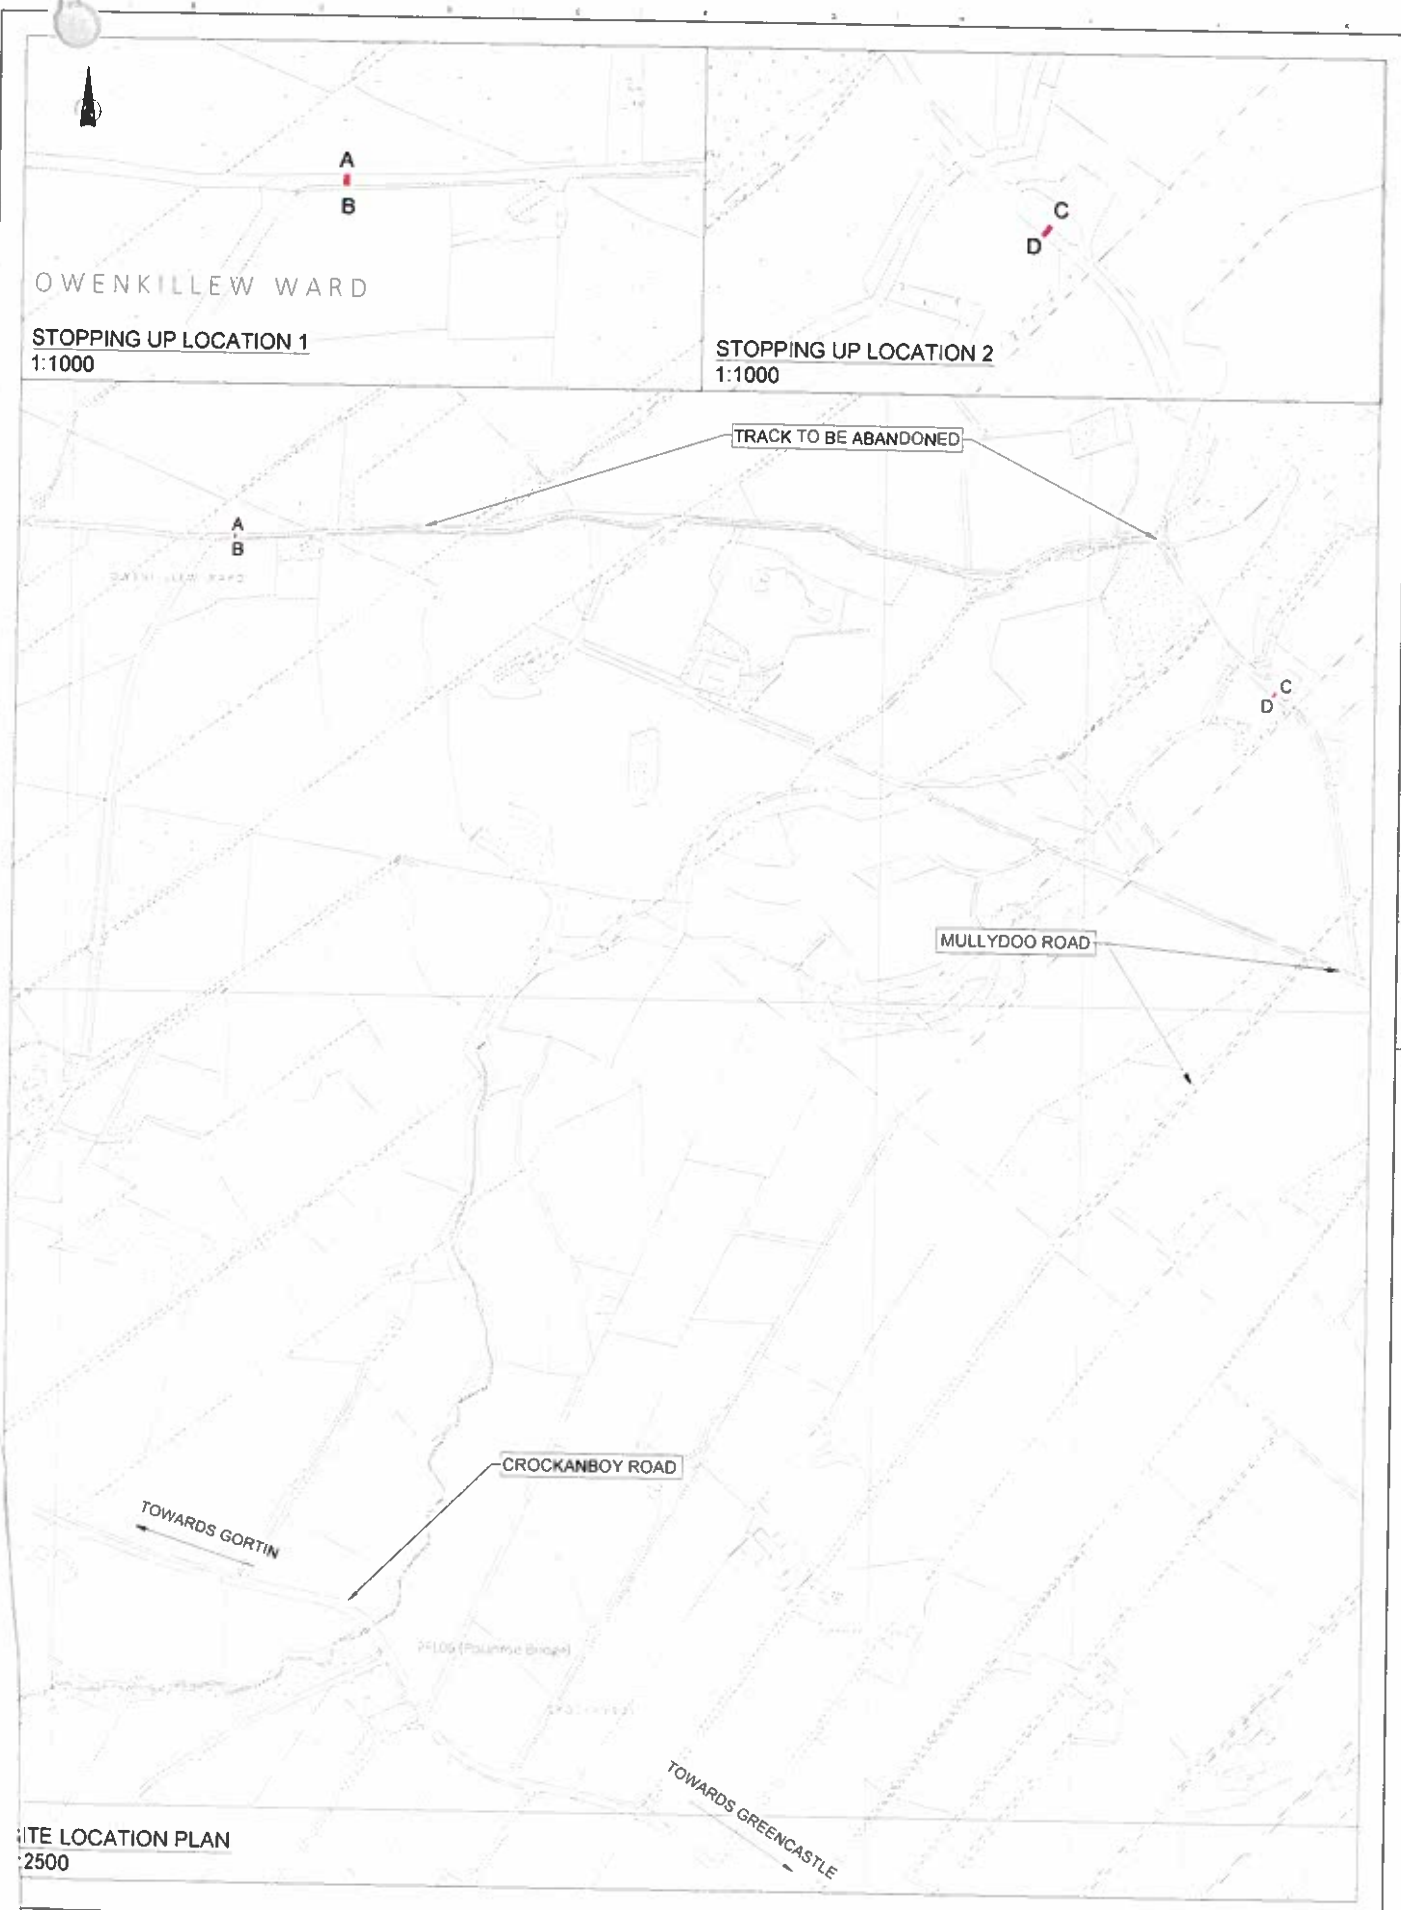 A
B
OWENKILLEW WARD
STOPPING UP LOCATION 1
1:1000
C
D
STOPPING UP LOCATION 2
1:1000
TRACK TO BE ABANDONED
A
B
C
D
MULLYDOO ROAD
CROCKANBOY ROAD
TOWARDS GORTIN
TOWARDS GREENCASTLE
ITE LOCATION PLAN
:2500